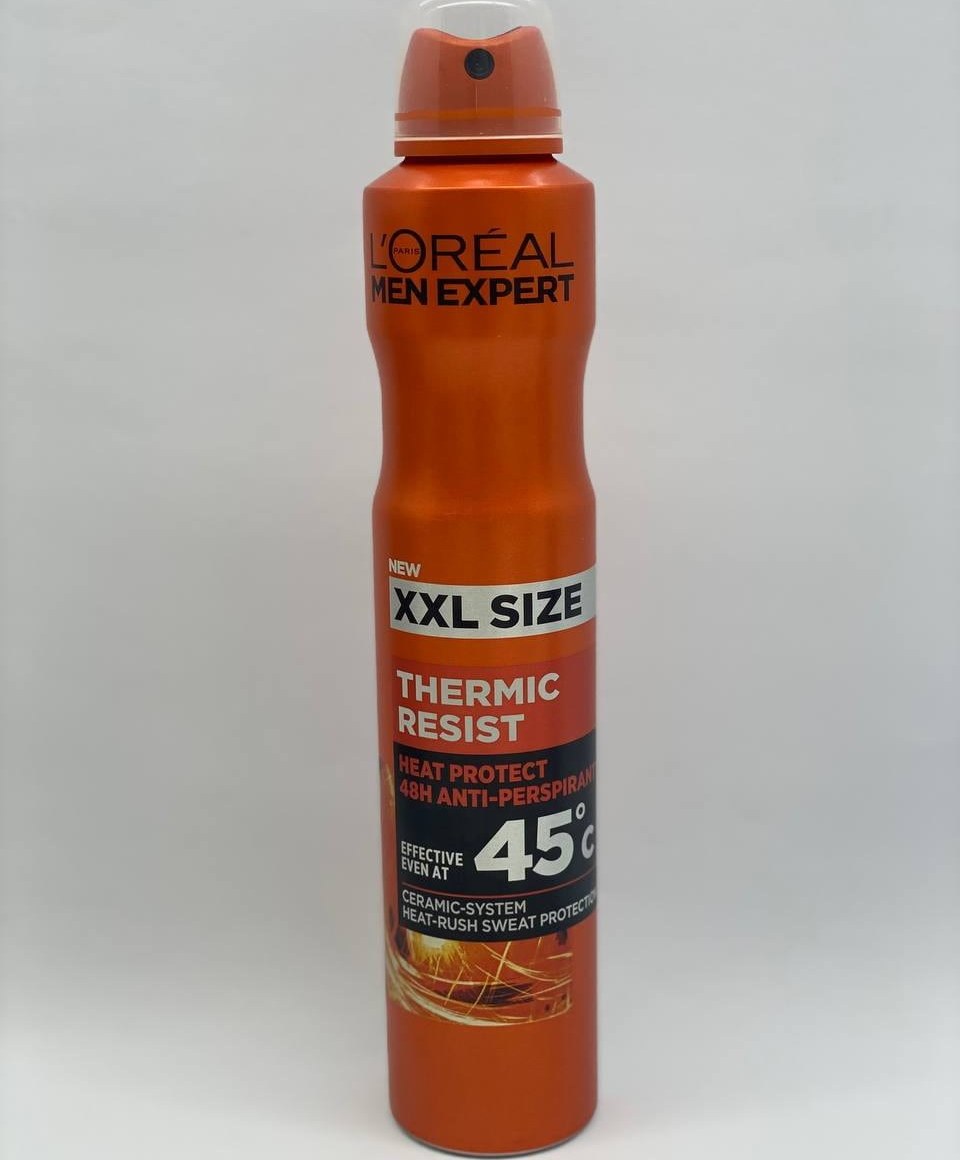 L'ORÉAL
PARIS
MEN EXPERT
NEW
XXL SIZE
THERMIC
RESIST
HEAT PROTECT
48H ANTI-PERSPIRANT
EFFECTIVE
EVEN AT
45°C
CERAMIC-SYSTEM
HEAT-RUSH SWEAT PROTECTION